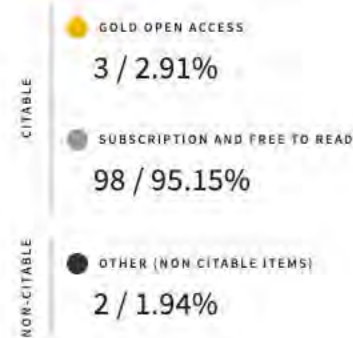 CITABLE
GOLD OPEN ACCESS
3 / 2.91%
SUBSCRIPTION AND FREE TO READ
98 / 95.15%
NON-CITABLE
OTHER (NON CITABLE ITEMS)
2 / 1.94%